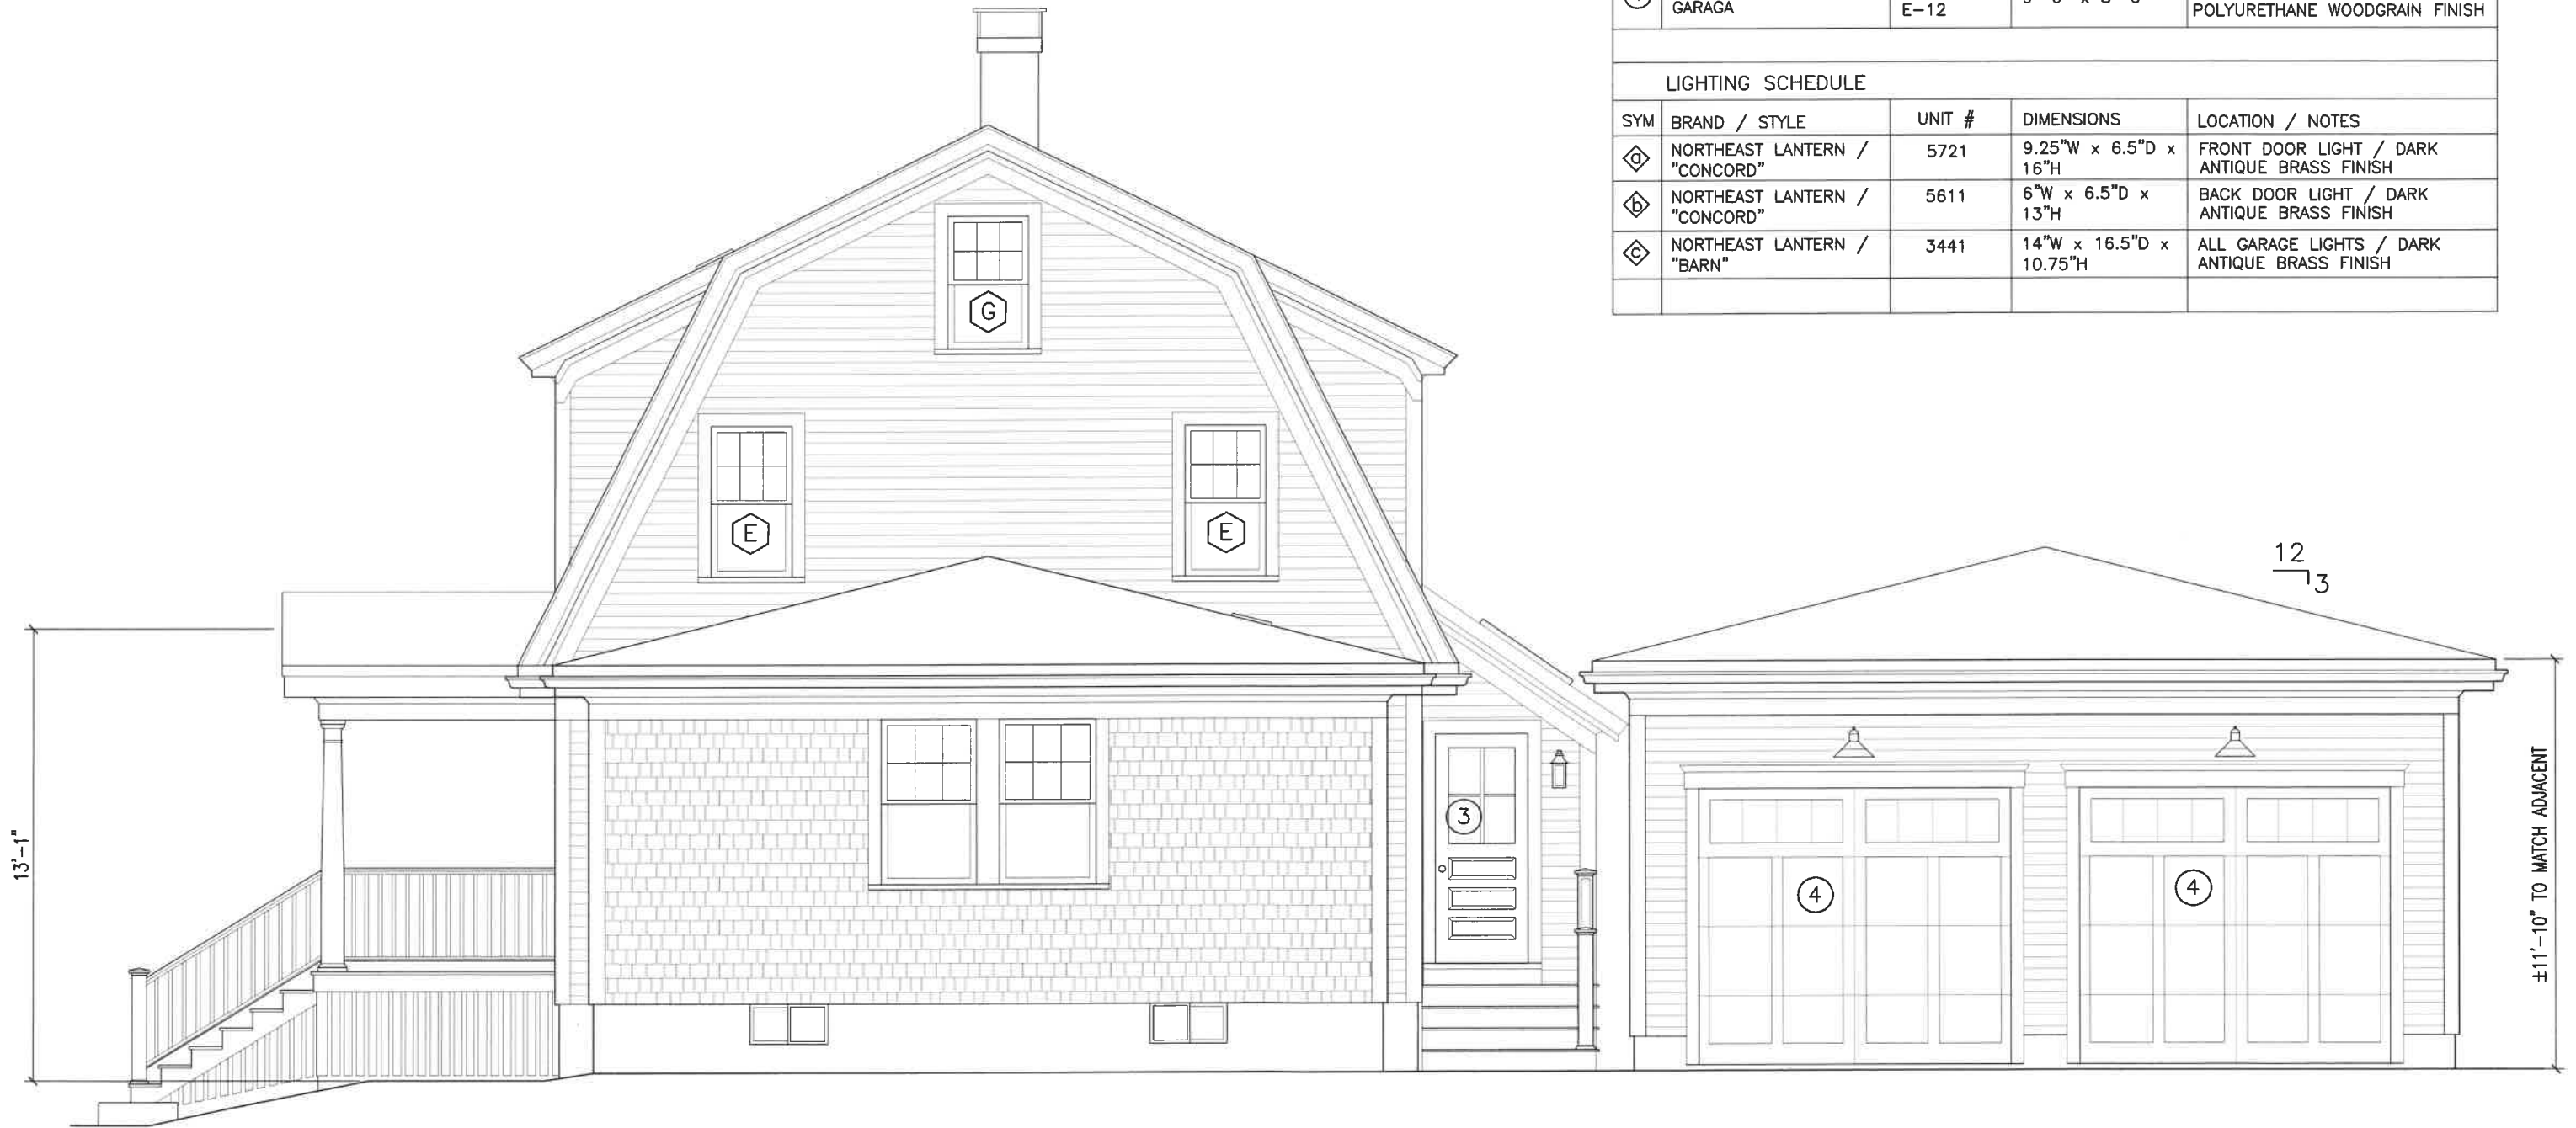 GARAGA E-12 POLYURETHANE WOODGRAIN FINISH
LIGHTING SCHEDULE
SYM BRAND / STYLE UNIT # DIMENSIONS LOCATION / NOTES
a NORTHEAST LANTERN / 5721 9.25"W x 6.5"D x FRONT DOOR LIGHT / DARK
"CONCORD" 16"H ANTIQUE BRASS FINISH
b NORTHEAST LANTERN / 5611 6"W x 6.5"D x BACK DOOR LIGHT / DARK
"CONCORD" 13"H ANTIQUE BRASS FINISH
c NORTHEAST LANTERN / 3441 14"W x 16.5"D x ALL GARAGE LIGHTS / DARK
"BARN" 10.75"H ANTIQUE BRASS FINISH
G
E E
12
3
13'-1"
3
4 4
±11'-10" TO MATCH ADJACENT